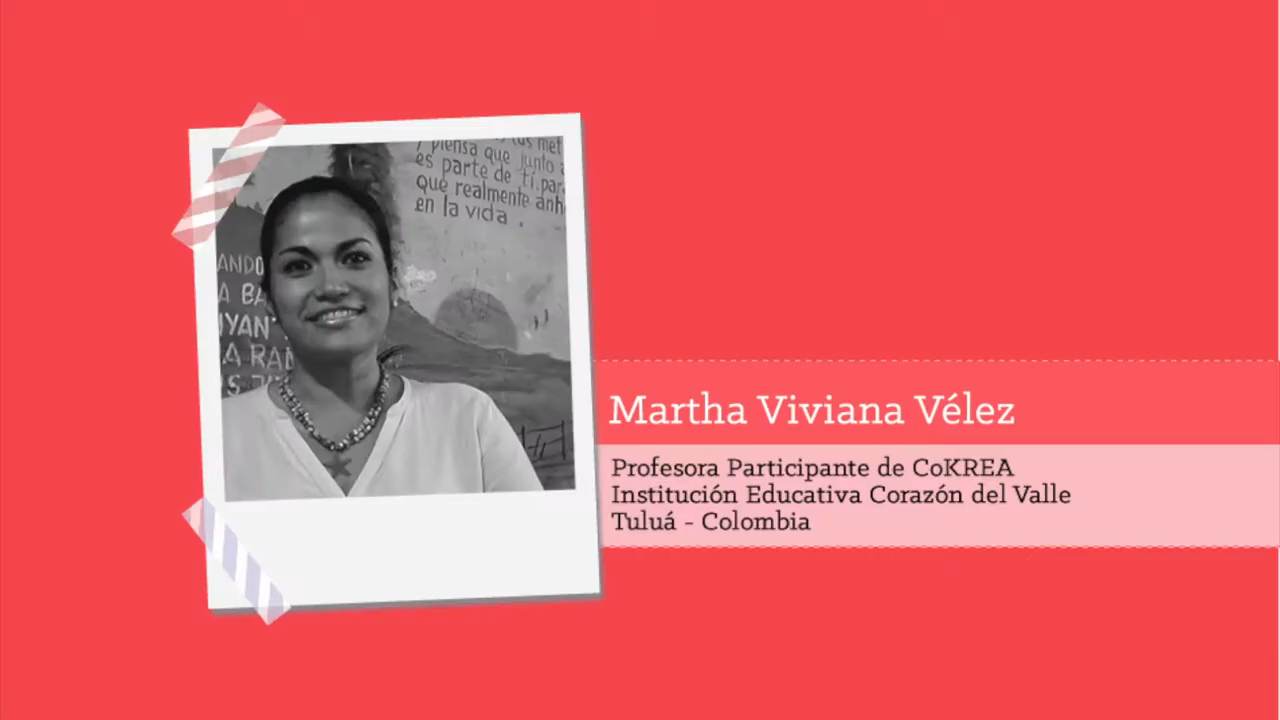 piensa que junto
es parte de ti.
que realmente
en la vida .
Martha Viviana Vélez
Profesora Participante de CoKREA
Institución Educativa Corazón del Valle
Tuluá - Colombia